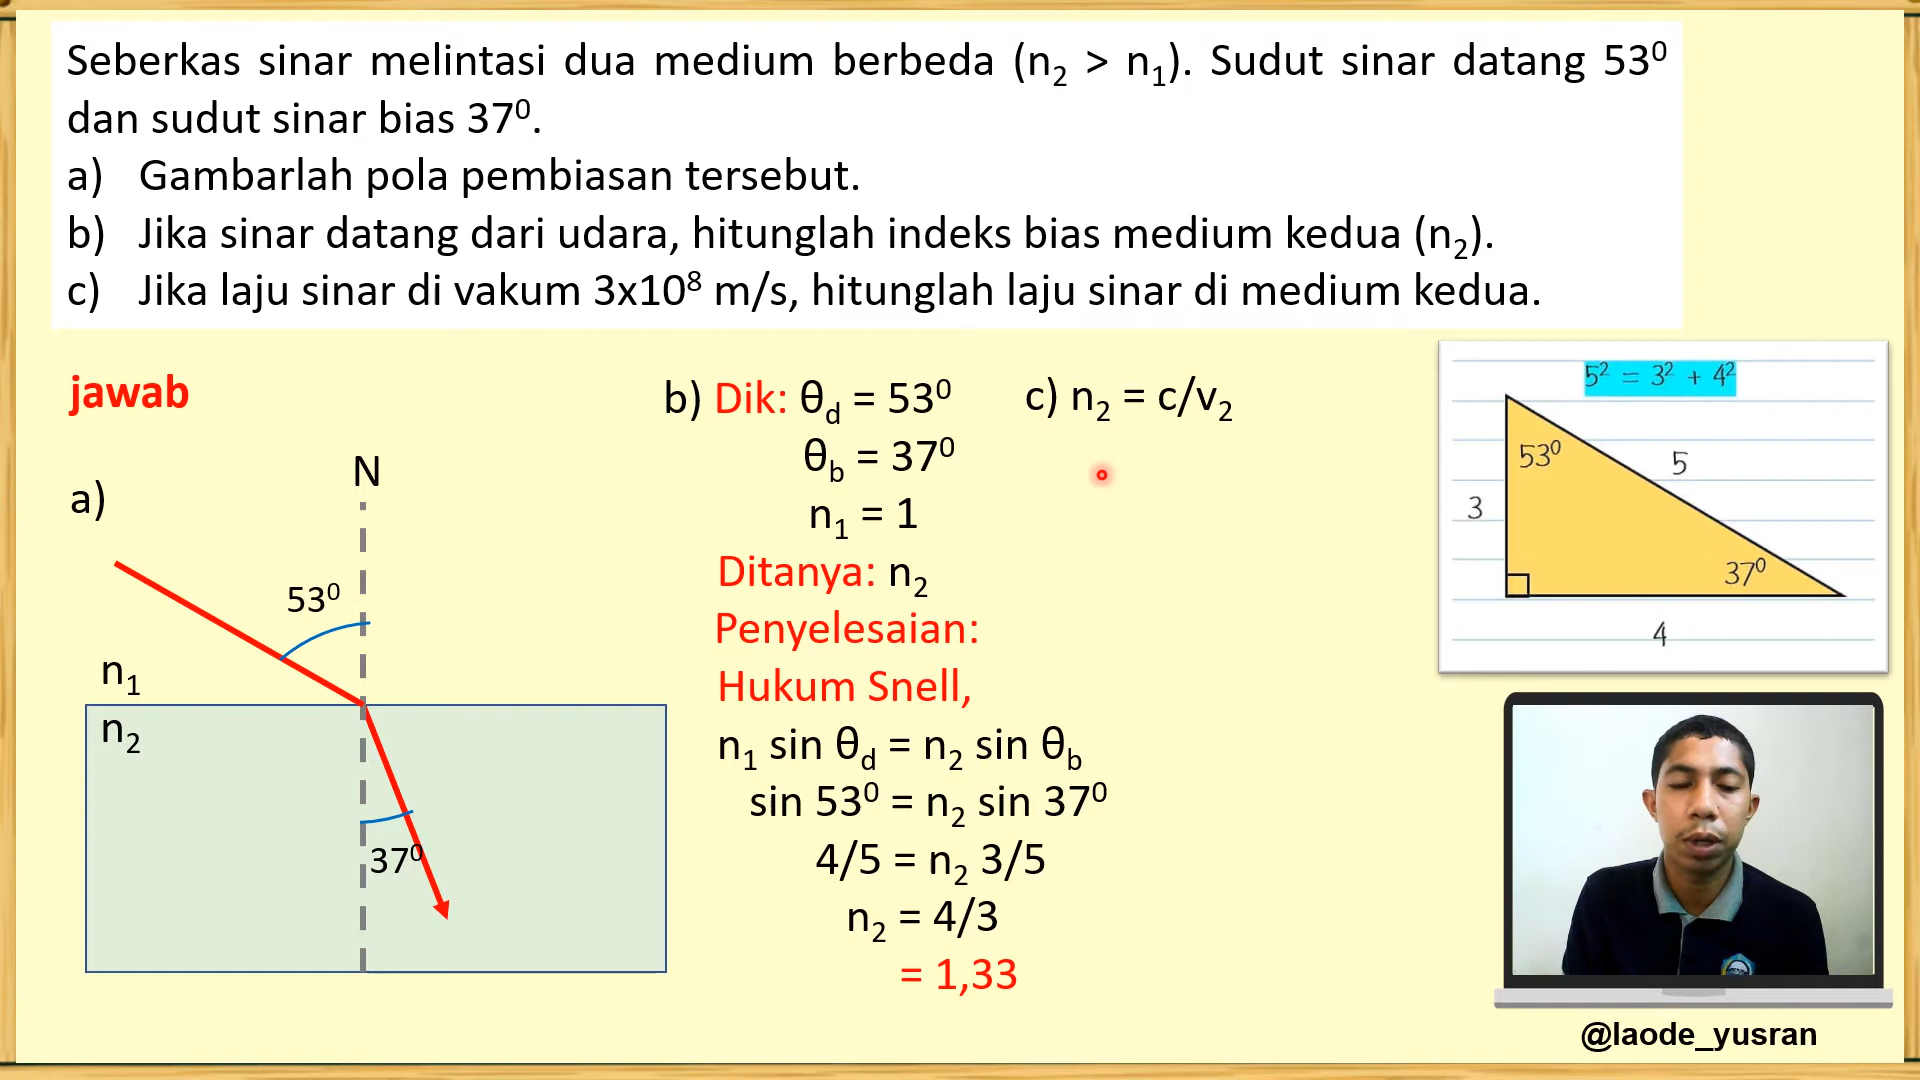 Seberkas sinar melintasi dua medium berbeda (n₂ > n₁). Sudut sinar datang 53⁰
dan sudut sinar bias 37⁰.
a) Gambarlah pola pembiasan tersebut.
b) Jika sinar datang dari udara, hitunglah indeks bias medium kedua (n₂).
c) Jika laju sinar di vakum 3x10⁸ m/s, hitunglah laju sinar di medium kedua.
jawab
a)
N
53⁰
n₁
n₂
37⁰
b) Dik: θ_d = 53⁰
θ_b = 37⁰
n₁ = 1
Ditanya: n₂
Penyelesaian:
Hukum Snell,
n₁ sin θ_d = n₂ sin θ_b
sin 53⁰ = n₂ sin 37⁰
4/5 = n₂ 3/5
n₂ = 4/3
= 1,33
c) n₂ = c/v₂
5² = 3² + 4²
53⁰
5
3
37⁰
4
@laode_yusran